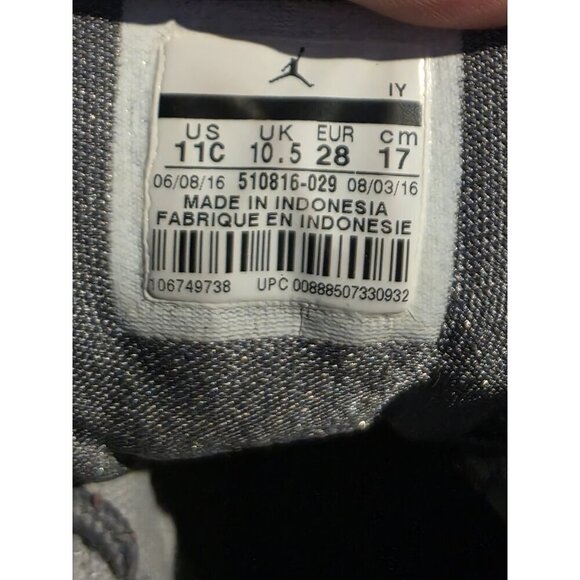 IY
US UK EUR cm
11C 10.5 28 17
06/08/16 510816-029 08/03/16
MADE IN INDONESIA
FABRIQUE EN INDONESIE
106749738 UPC 00888507330932